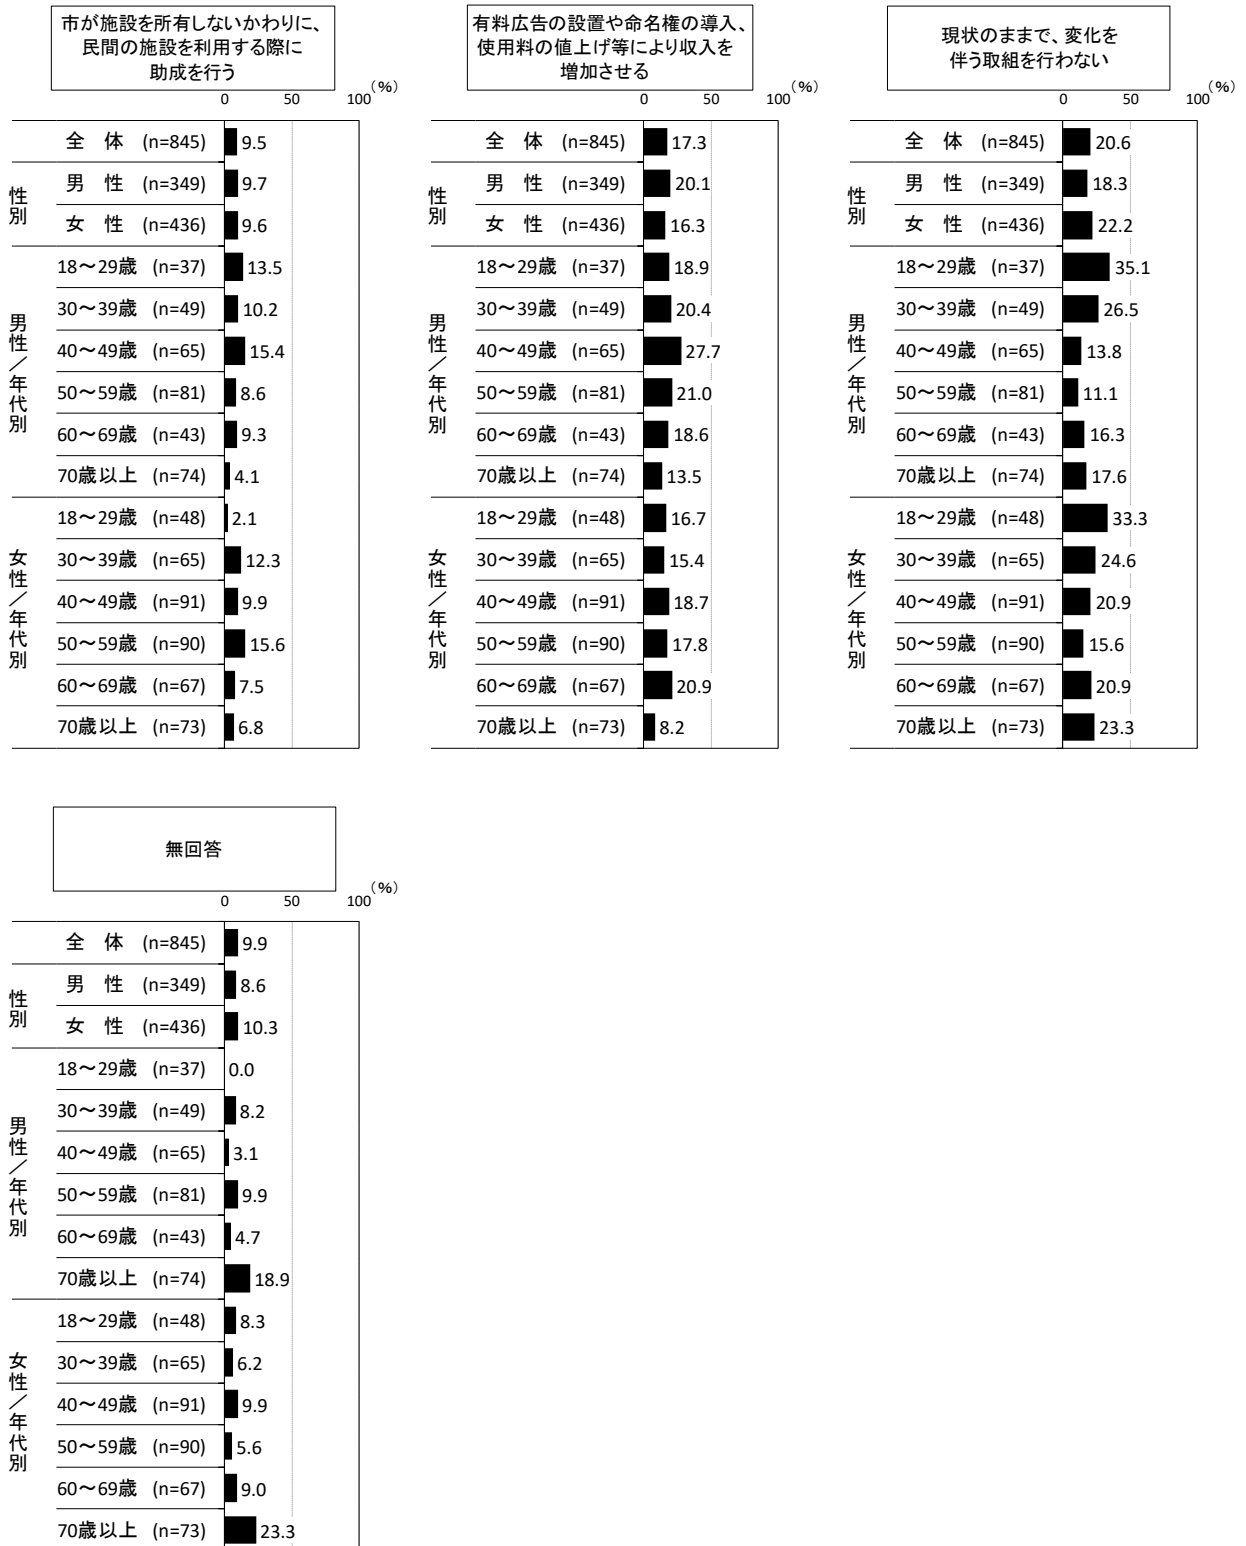 市が施設を所有しないかわりに、
民間の施設を利用する際に
助成を行う
0 50 100 (%)
全 体 (n=845) 9.5
性別
男 性 (n=349) 9.7
女 性 (n=436) 9.6
男性／年代別
18～29歳 (n=37) 13.5
30～39歳 (n=49) 10.2
40～49歳 (n=65) 15.4
50～59歳 (n=81) 8.6
60～69歳 (n=43) 9.3
70歳以上 (n=74) 4.1
女性／年代別
18～29歳 (n=48) 2.1
30～39歳 (n=65) 12.3
40～49歳 (n=91) 9.9
50～59歳 (n=90) 15.6
60～69歳 (n=67) 7.5
70歳以上 (n=73) 6.8
有料広告の設置や命名権の導入、
使用料の値上げ等により収入を
増加させる
0 50 100 (%)
全 体 (n=845) 17.3
性別
男 性 (n=349) 20.1
女 性 (n=436) 16.3
男性／年代別
18～29歳 (n=37) 18.9
30～39歳 (n=49) 20.4
40～49歳 (n=65) 27.7
50～59歳 (n=81) 21.0
60～69歳 (n=43) 18.6
70歳以上 (n=74) 13.5
女性／年代別
18～29歳 (n=48) 16.7
30～39歳 (n=65) 15.4
40～49歳 (n=91) 18.7
50～59歳 (n=90) 17.8
60～69歳 (n=67) 20.9
70歳以上 (n=73) 8.2
現状のままで、変化を
伴う取組を行わない
0 50 100 (%)
全 体 (n=845) 20.6
性別
男 性 (n=349) 18.3
女 性 (n=436) 22.2
男性／年代別
18～29歳 (n=37) 35.1
30～39歳 (n=49) 26.5
40～49歳 (n=65) 13.8
50～59歳 (n=81) 11.1
60～69歳 (n=43) 16.3
70歳以上 (n=74) 17.6
女性／年代別
18～29歳 (n=48) 33.3
30～39歳 (n=65) 24.6
40～49歳 (n=91) 20.9
50～59歳 (n=90) 15.6
60～69歳 (n=67) 20.9
70歳以上 (n=73) 23.3
無回答
0 50 100 (%)
全 体 (n=845) 9.9
性別
男 性 (n=349) 8.6
女 性 (n=436) 10.3
男性／年代別
18～29歳 (n=37) 0.0
30～39歳 (n=49) 8.2
40～49歳 (n=65) 3.1
50～59歳 (n=81) 9.9
60～69歳 (n=43) 4.7
70歳以上 (n=74) 18.9
女性／年代別
18～29歳 (n=48) 8.3
30～39歳 (n=65) 6.2
40～49歳 (n=91) 9.9
50～59歳 (n=90) 5.6
60～69歳 (n=67) 9.0
70歳以上 (n=73) 23.3